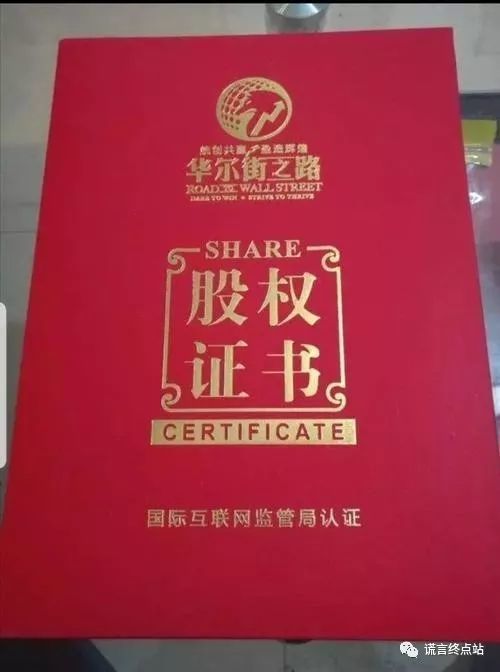 华尔街之路
ROAD TO WALL STREET
DARE TO WIN • STRIVE TO THRIVE
SHARE
股权
证书
CERTIFICATE
国际互联网监管局认证
谎言终点站